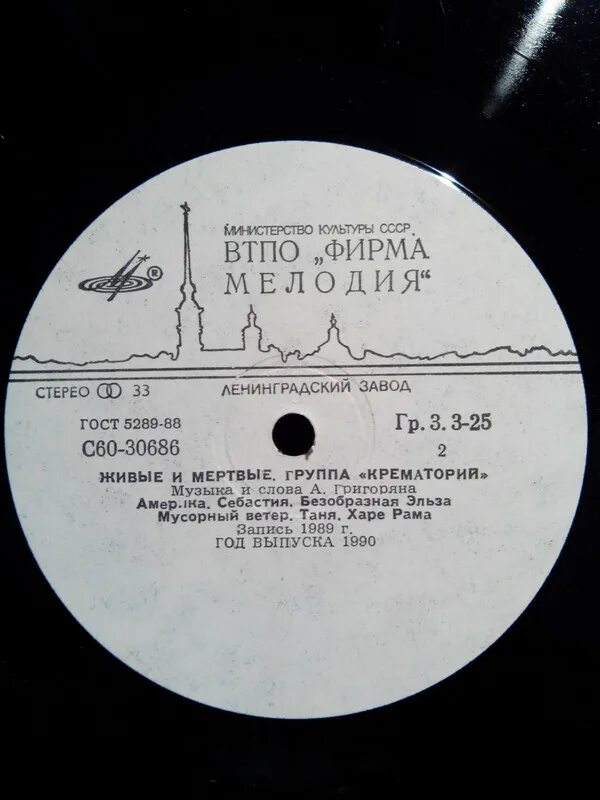 МИНИСТЕРСТВО КУЛЬТУРЫ СССР
ВТПО „ФИРМА
МЕЛОДИЯ“
®
СТЕРЕО 33
ЛЕНИНГРАДСКИЙ ЗАВОД
ГОСТ 5289-88
Гр. 3. 3-25
С60-30686
2
ЖИВЫЕ И МЕРТВЫЕ. ГРУППА «КРЕМАТОРИЙ»
Музыка и слова А. Григоряна
Америка. Себастия. Безобразная Эльза
Мусорный ветер. Таня. Харе Рама
Запись 1989 г.
ГОД ВЫПУСКА 1990